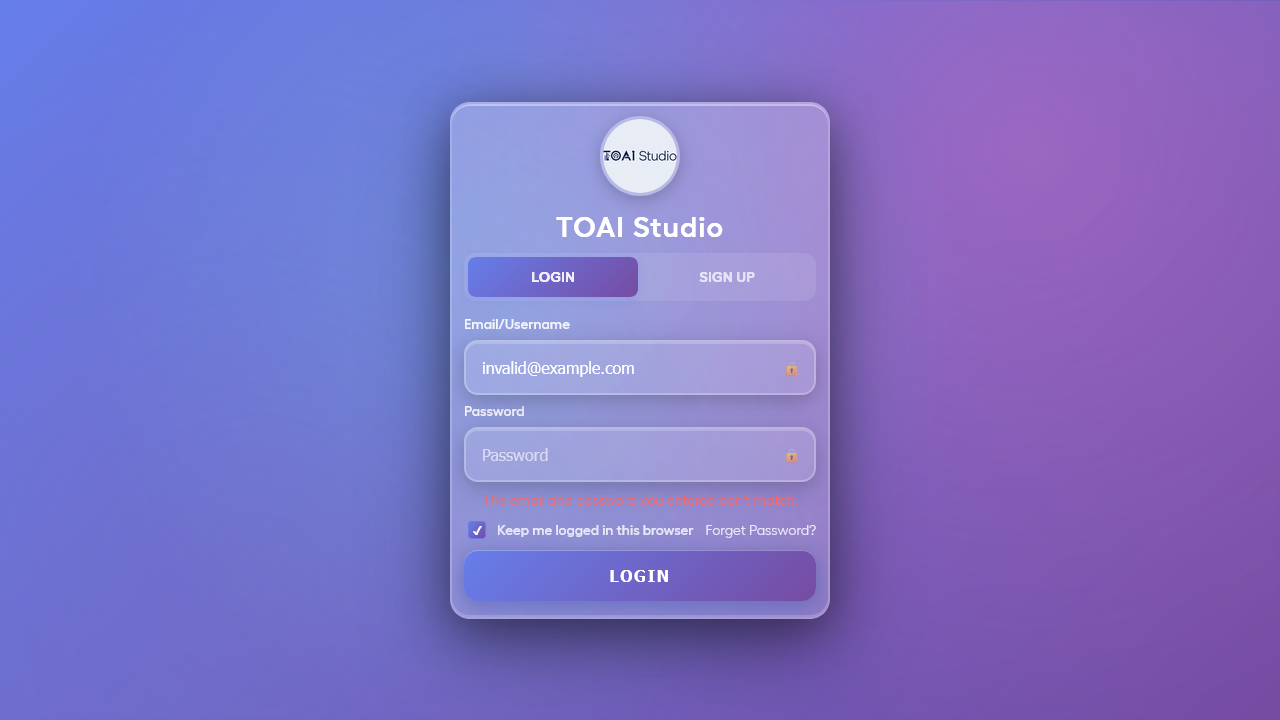 TOAI Studio
TOAI Studio
LOGIN SIGN UP
Email/Username
invalid@example.com
Password
Password
The email and password you entered don't match.
Keep me logged in this browser Forget Password?
LOGIN